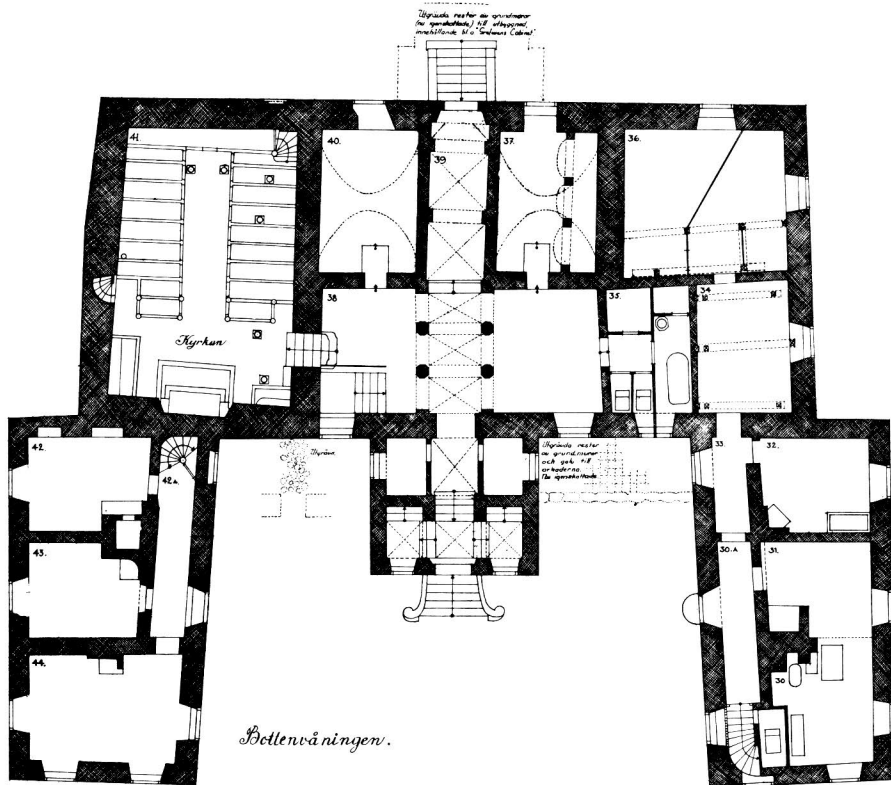 Utgrävda rester av grundmurar
(nu igenskottade) till utbyggnad,
innehållande bl a "Grefvens Cabinet"
41.
40.
39
37.
36.
38
35.
34
Kyrkan
42.
42a.
Utgrävn.
Utgrävda rester
av grundmurar
och golv till
arkaderna.
Nu igenskottade
33.
32.
43.
30.A
31.
44.
30
Bottenvåningen.